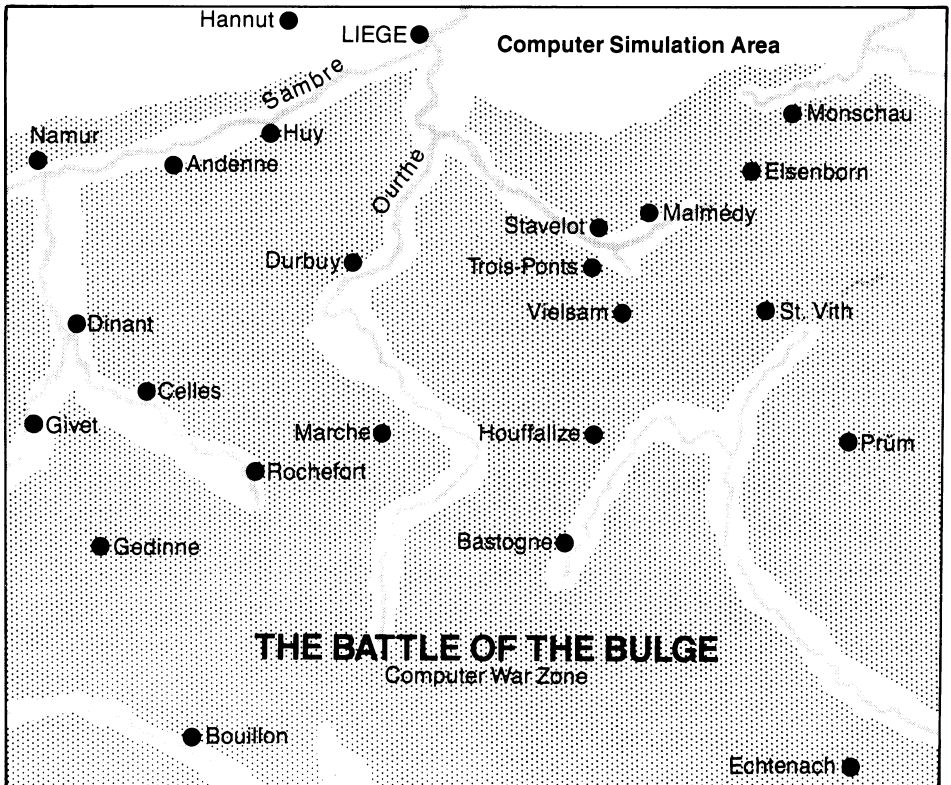 Hannut
LIEGE
Computer Simulation Area
Sambre
Monschau
Namur
Huy
Andenne
Elsenborn
Ourthe
Malmédy
Stavelot
Durbuy
Trois-Ponts
Vielsam
St. Vith
Dinant
Celles
Givet
Marche
Houffalize
Prüm
Rochefort
Gedinne
Bastogne
THE BATTLE OF THE BULGE
Computer War Zone
Bouillon
Echtenach